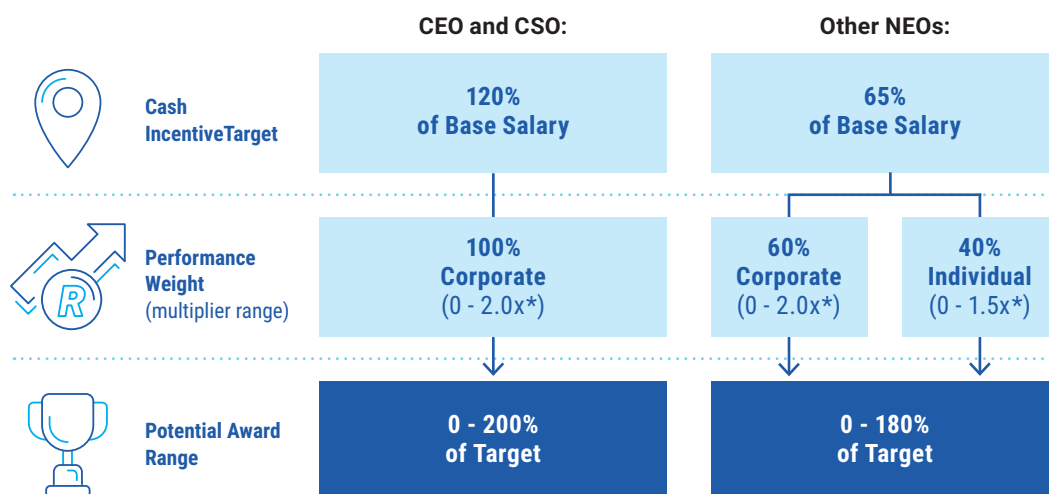 CEO and CSO:
Other NEOs:
Cash
IncentiveTarget
120%
of Base Salary
65%
of Base Salary
R
Performance
Weight
(multiplier range)
100%
Corporate
(0 - 2.0x*)
60%
Corporate
(0 - 2.0x*)
40%
Individual
(0 - 1.5x*)
Potential Award
Range
0 - 200%
of Target
0 - 180%
of Target